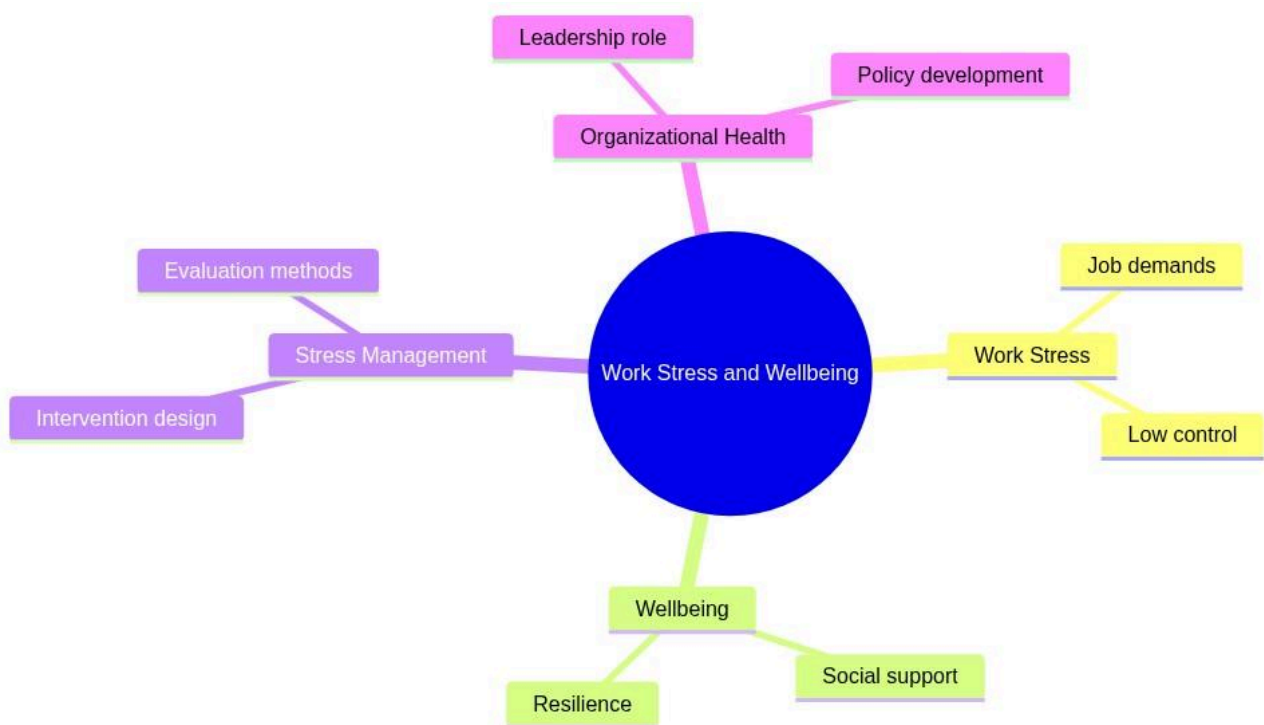 Leadership role
Policy development
Organizational Health
Evaluation methods
Stress Management
Intervention design
Work Stress and Wellbeing
Job demands
Work Stress
Low control
Wellbeing
Social support
Resilience